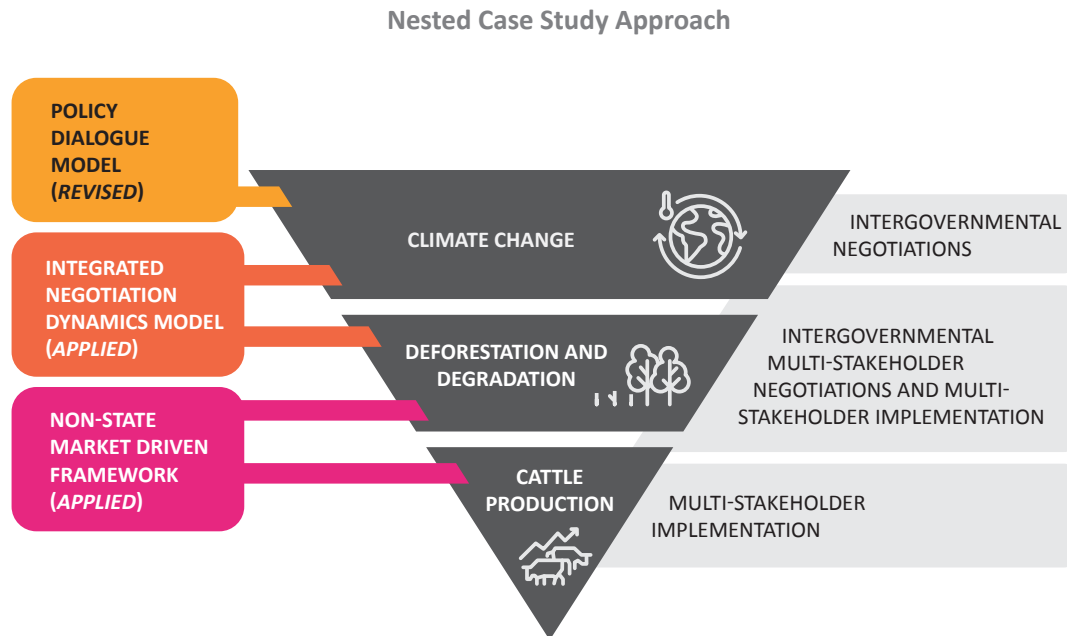 Nested Case Study Approach
POLICY
DIALOGUE
MODEL
(REVISED)
INTEGRATED
NEGOTIATION
DYNAMICS MODEL
(APPLIED)
NON-STATE
MARKET DRIVEN
FRAMEWORK
(APPLIED)
CLIMATE CHANGE
DEFORESTATION AND
DEGRADATION
CATTLE
PRODUCTION
INTERGOVERNMENTAL
NEGOTIATIONS
INTERGOVERNMENTAL
MULTI-STAKEHOLDER
NEGOTIATIONS AND MULTI-
STAKEHOLDER IMPLEMENTATION
MULTI-STAKEHOLDER
IMPLEMENTATION